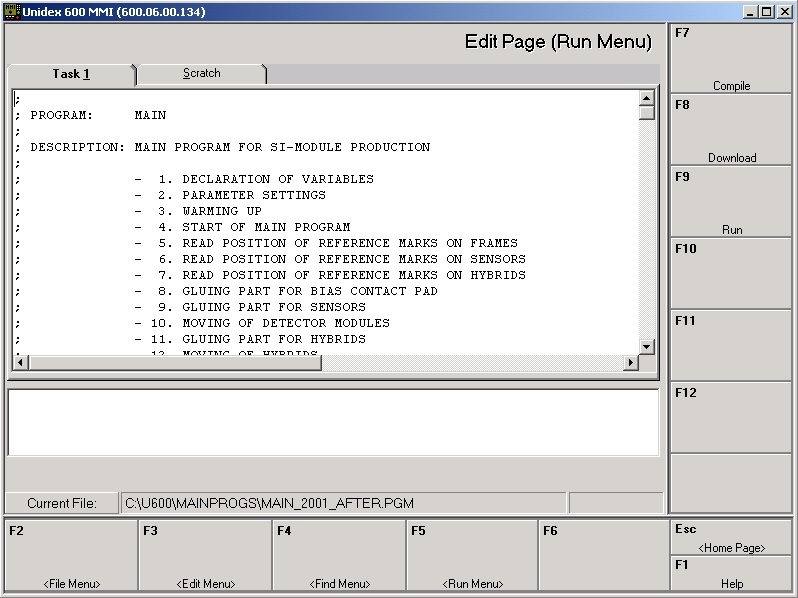 Unidex 600 MMI (600.06.00.134)
Edit Page (Run Menu)
Task 1
Scratch
;
; PROGRAM: MAIN
;
; DESCRIPTION: MAIN PROGRAM FOR SI-MODULE PRODUCTION
;
; - 1. DECLARATION OF VARIABLES
; - 2. PARAMETER SETTINGS
; - 3. WARMING UP
; - 4. START OF MAIN PROGRAM
; - 5. READ POSITION OF REFERENCE MARKS ON FRAMES
; - 6. READ POSITION OF REFERENCE MARKS ON SENSORS
; - 7. READ POSITION OF REFERENCE MARKS ON HYBRIDS
; - 8. GLUING PART FOR BIAS CONTACT PAD
; - 9. GLUING PART FOR SENSORS
; - 10. MOVING OF DETECTOR MODULES
; - 11. GLUING PART FOR HYBRIDS
; - 12. MOVING OF HYBRIDS
Current File: C:\U600\MAINPROGS\MAIN_2001_AFTER.PGM
F7
Compile
F8
Download
F9
Run
F10
F11
F12
F2
<File Menu>
F3
<Edit Menu>
F4
<Find Menu>
F5
<Run Menu>
F6
Esc
<Home Page>
F1
Help